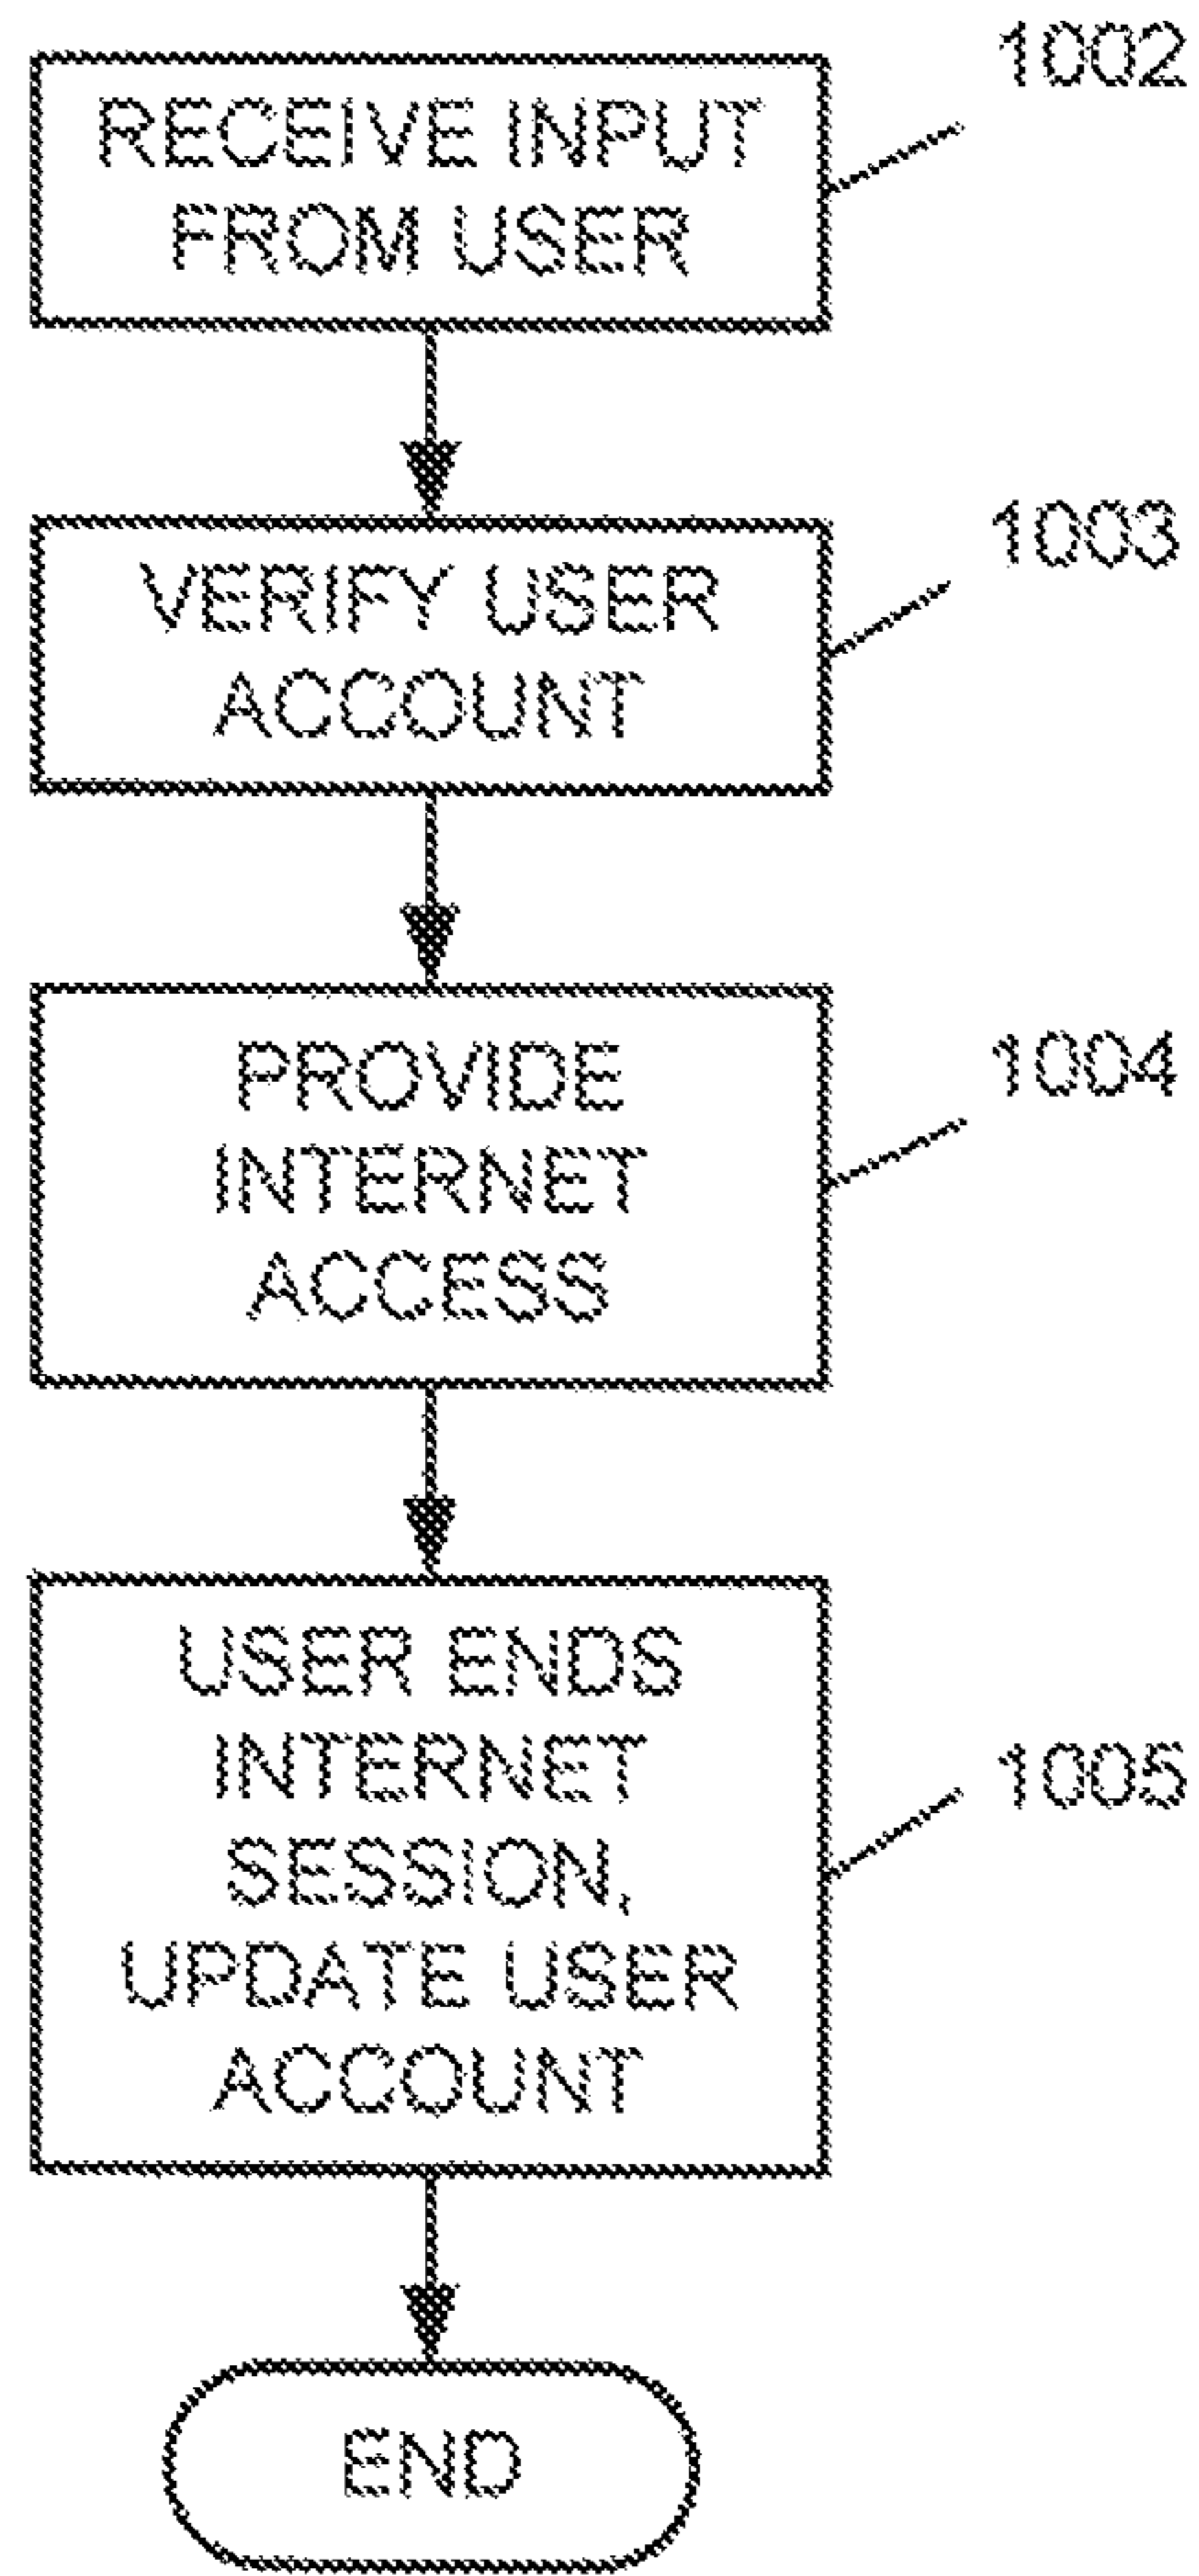 1002
RECEIVE INPUT
FROM USER
1003
VERIFY USER
ACCOUNT
1004
PROVIDE
INTERNET
ACCESS
1005
USER ENDS
INTERNET
SESSION,
UPDATE USER
ACCOUNT
END